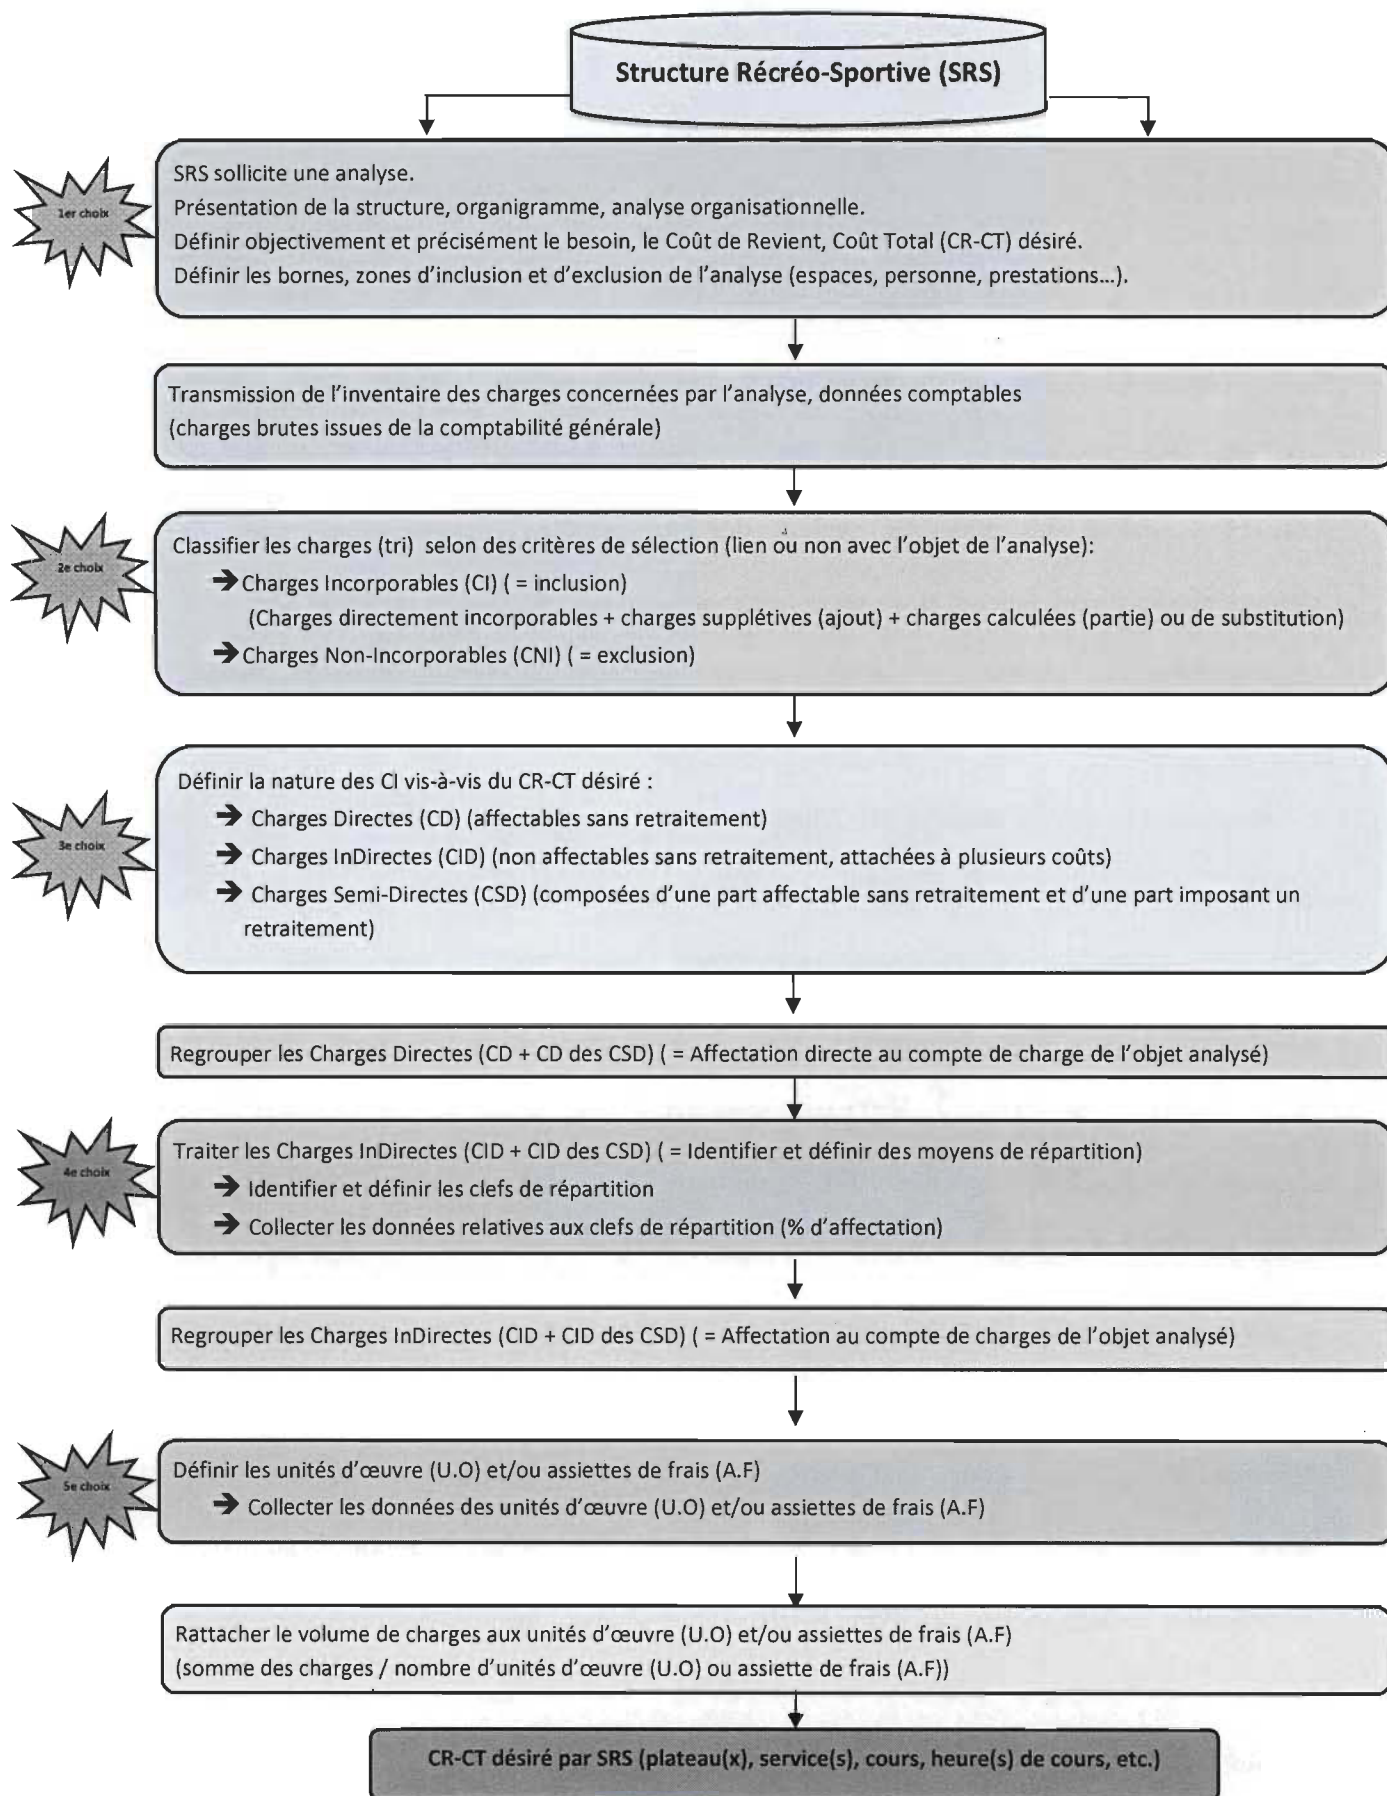 Structure Récréo-Sportive (SRS)
1er choix
SRS sollicite une analyse.
Présentation de la structure, organigramme, analyse organisationnelle.
Définir objectivement et précisément le besoin, le Coût de Revient, Coût Total (CR-CT) désiré.
Définir les bornes, zones d'inclusion et d'exclusion de l'analyse (espaces, personne, prestations...).
Transmission de l'inventaire des charges concernées par l'analyse, données comptables
(charges brutes issues de la comptabilité générale)
2e choix
Classifier les charges (tri) selon des critères de sélection (lien ou non avec l'objet de l'analyse):
➔ Charges Incorporables (CI) ( = inclusion)
(Charges directement incorporables + charges supplétives (ajout) + charges calculées (partie) ou de substitution)
➔ Charges Non-Incorporables (CNI) ( = exclusion)
3e choix
Définir la nature des CI vis-à-vis du CR-CT désiré :
➔ Charges Directes (CD) (affectables sans retraitement)
➔ Charges InDirectes (CID) (non affectables sans retraitement, attachées à plusieurs coûts)
➔ Charges Semi-Directes (CSD) (composées d'une part affectable sans retraitement et d'une part imposant un
retraitement)
Regrouper les Charges Directes (CD + CD des CSD) ( = Affectation directe au compte de charge de l'objet analysé)
4e choix
Traiter les Charges InDirectes (CID + CID des CSD) ( = Identifier et définir des moyens de répartition)
➔ Identifier et définir les clefs de répartition
➔ Collecter les données relatives aux clefs de répartition (% d'affectation)
Regrouper les Charges InDirectes (CID + CID des CSD) ( = Affectation au compte de charges de l'objet analysé)
5e choix
Définir les unités d'œuvre (U.O) et/ou assiettes de frais (A.F)
➔ Collecter les données des unités d'œuvre (U.O) et/ou assiettes de frais (A.F)
Rattacher le volume de charges aux unités d'œuvre (U.O) et/ou assiettes de frais (A.F)
(somme des charges / nombre d'unités d'œuvre (U.O) ou assiette de frais (A.F))
CR-CT désiré par SRS (plateau(x), service(s), cours, heure(s) de cours, etc.)